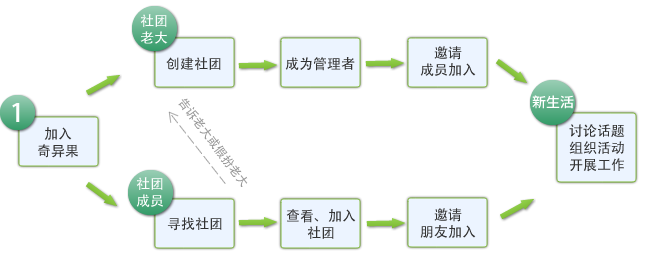 1
加入
奇异果
社团
老大
创建社团
成为管理者
邀请
成员加入
告诉老大或假扮老大
社团
成员
寻找社团
查看、加入
社团
邀请
朋友加入
新生活
讨论话题
组织活动
开展工作